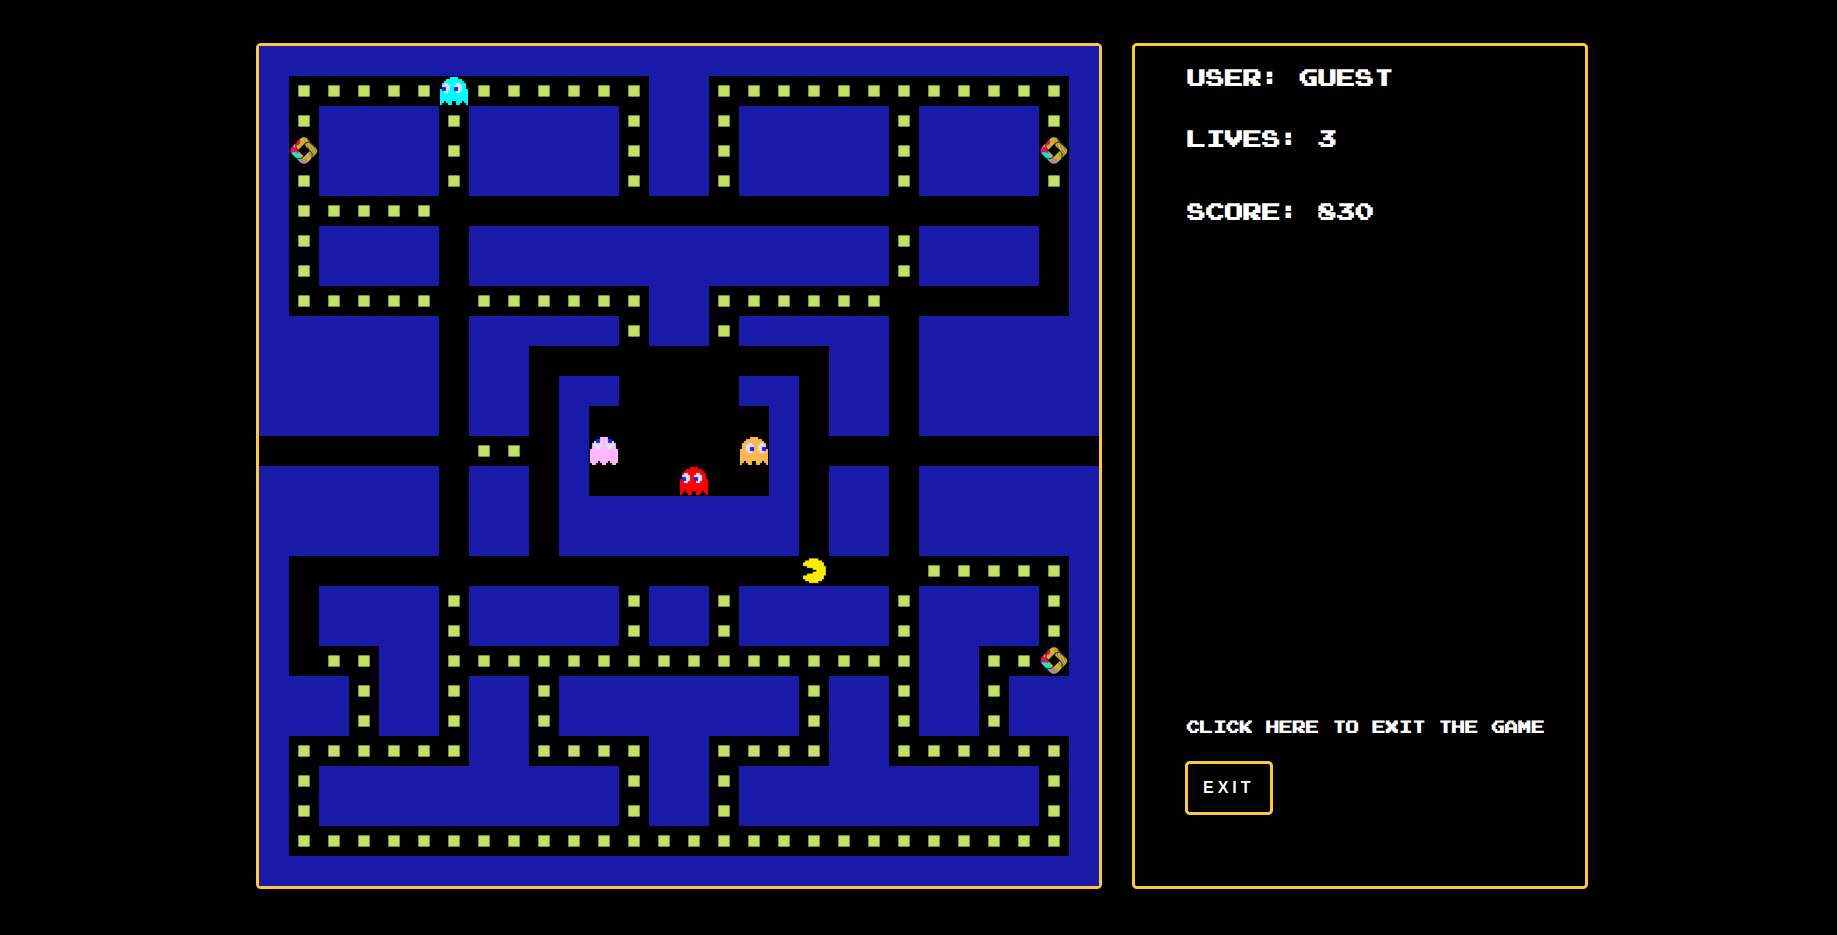 USER: GUEST
LIVES: 3
SCORE: 830
CLICK HERE TO EXIT THE GAME
EXIT